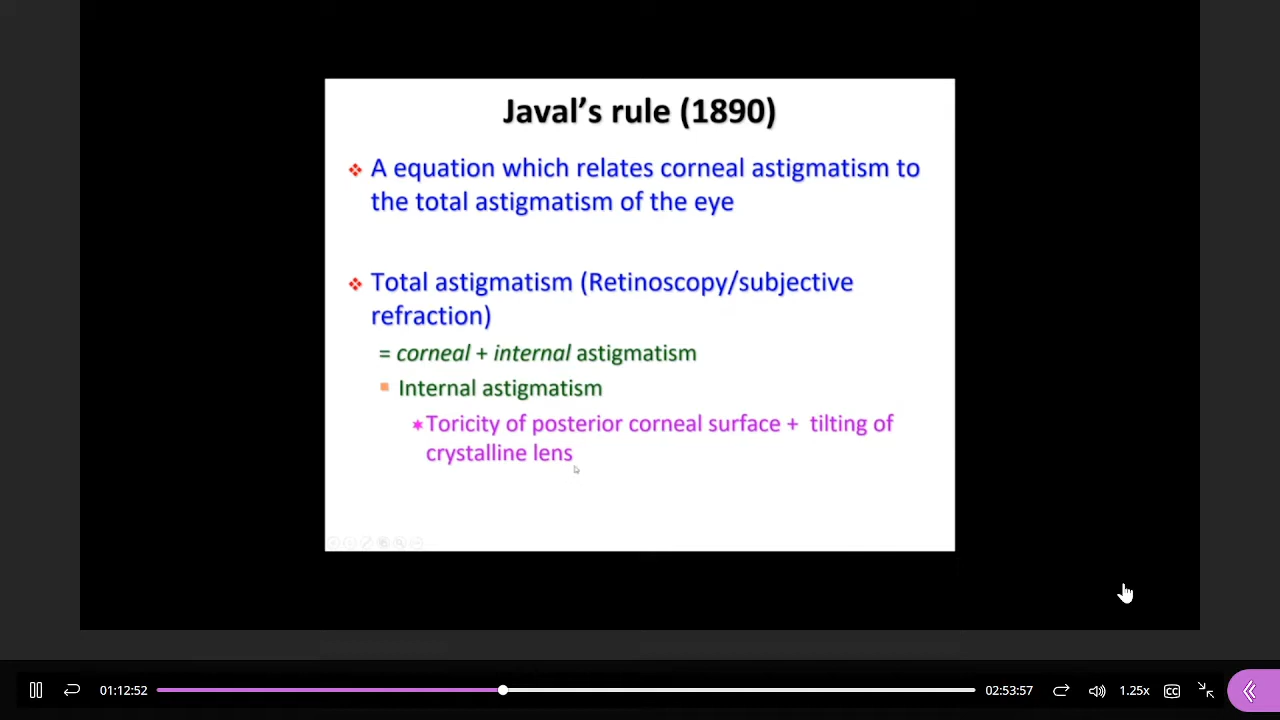 Javal's rule (1890)
A equation which relates corneal astigmatism to
the total astigmatism of the eye
Total astigmatism (Retinoscopy/subjective
refraction)
= corneal + internal astigmatism
Internal astigmatism
Toricity of posterior corneal surface + tilting of
crystalline lens
01:12:52
02:53:57
1.25x
CC